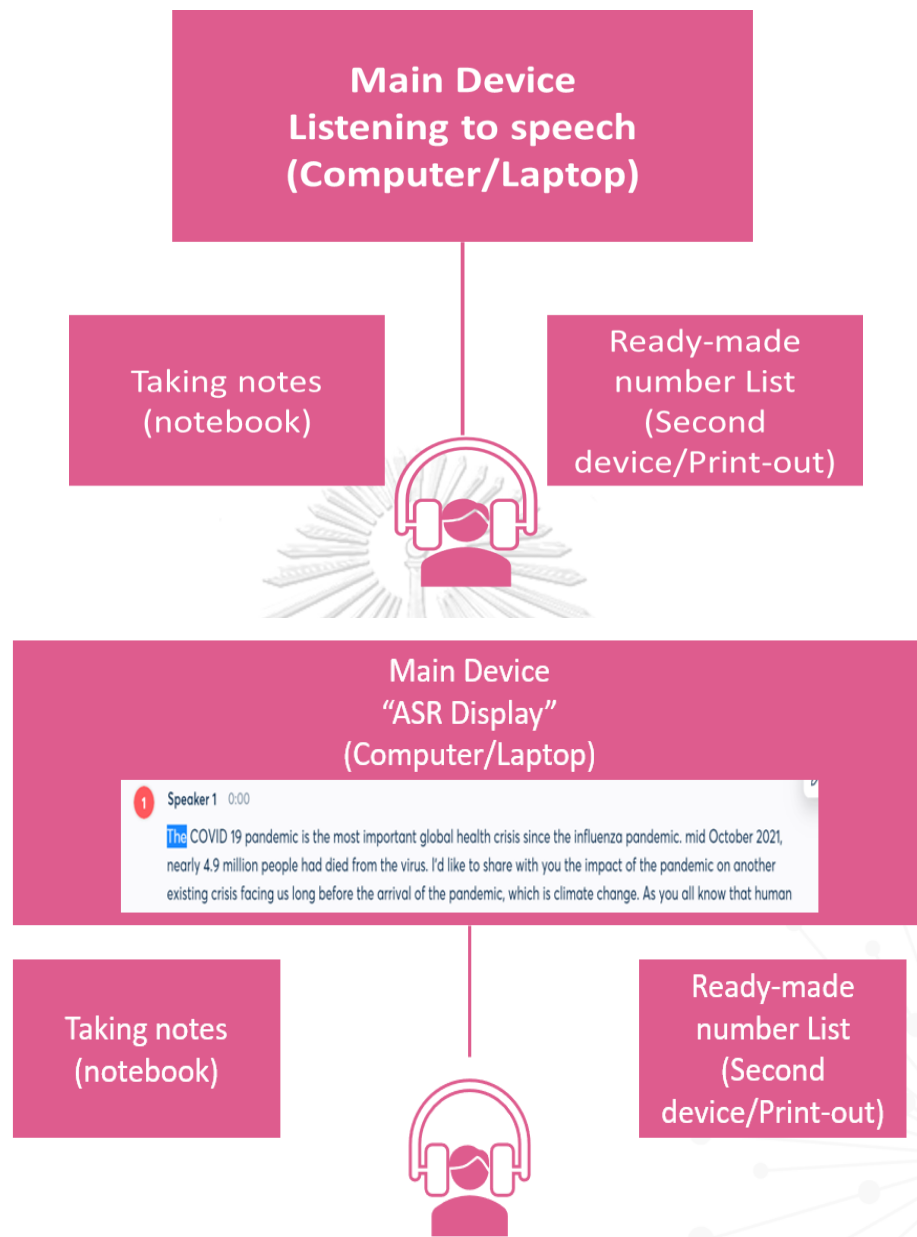 Main Device
Listening to speech
(Computer/Laptop)
Taking notes
(notebook)
Ready-made
number List
(Second
device/Print-out)
Main Device
“ASR Display”
(Computer/Laptop)
1 Speaker 1 0:00
The COVID 19 pandemic is the most important global health crisis since the influenza pandemic. mid October 2021,
nearly 4.9 million people had died from the virus. I'd like to share with you the impact of the pandemic on another
existing crisis facing us long before the arrival of the pandemic, which is climate change. As you all know that human
Taking notes
(notebook)
Ready-made
number List
(Second
device/Print-out)